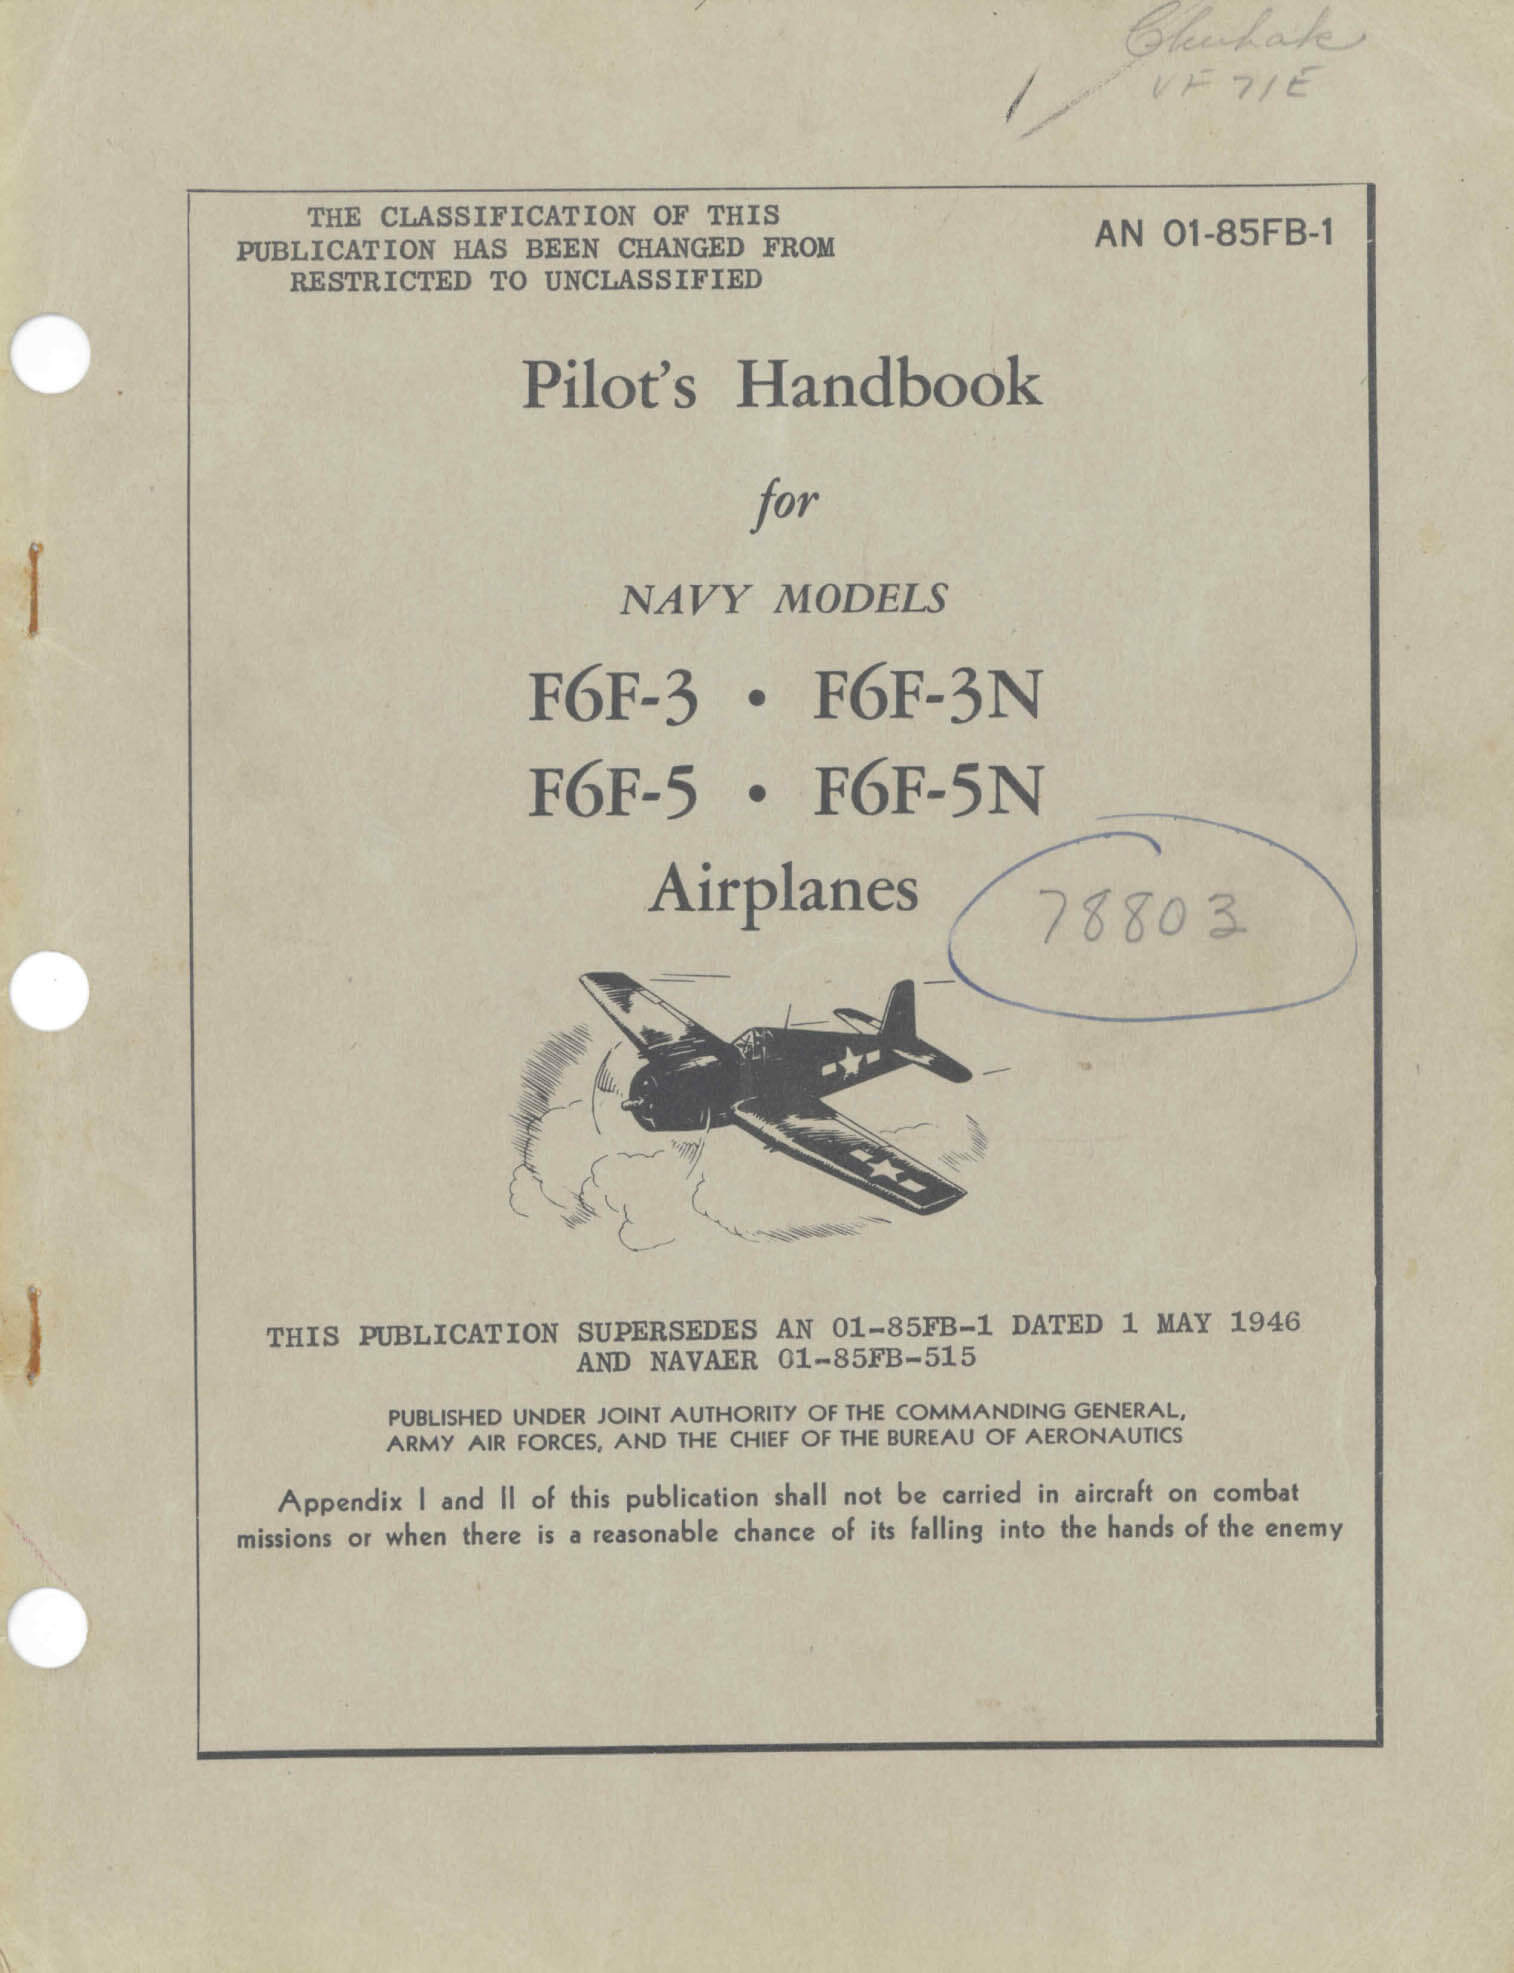 VF 71E
THE CLASSIFICATION OF THIS
PUBLICATION HAS BEEN CHANGED FROM
RESTRICTED TO UNCLASSIFIED
AN 01-85FB-1
Pilot's Handbook
for
NAVY MODELS
F6F-3 • F6F-3N
F6F-5 • F6F-5N
Airplanes
78803
THIS PUBLICATION SUPERSEDES AN 01-85FB-1 DATED 1 MAY 1946
AND NAVAER 01-85FB-515
PUBLISHED UNDER JOINT AUTHORITY OF THE COMMANDING GENERAL,
ARMY AIR FORCES, AND THE CHIEF OF THE BUREAU OF AERONAUTICS
Appendix I and II of this publication shall not be carried in aircraft on combat
missions or when there is a reasonable chance of its falling into the hands of the enemy